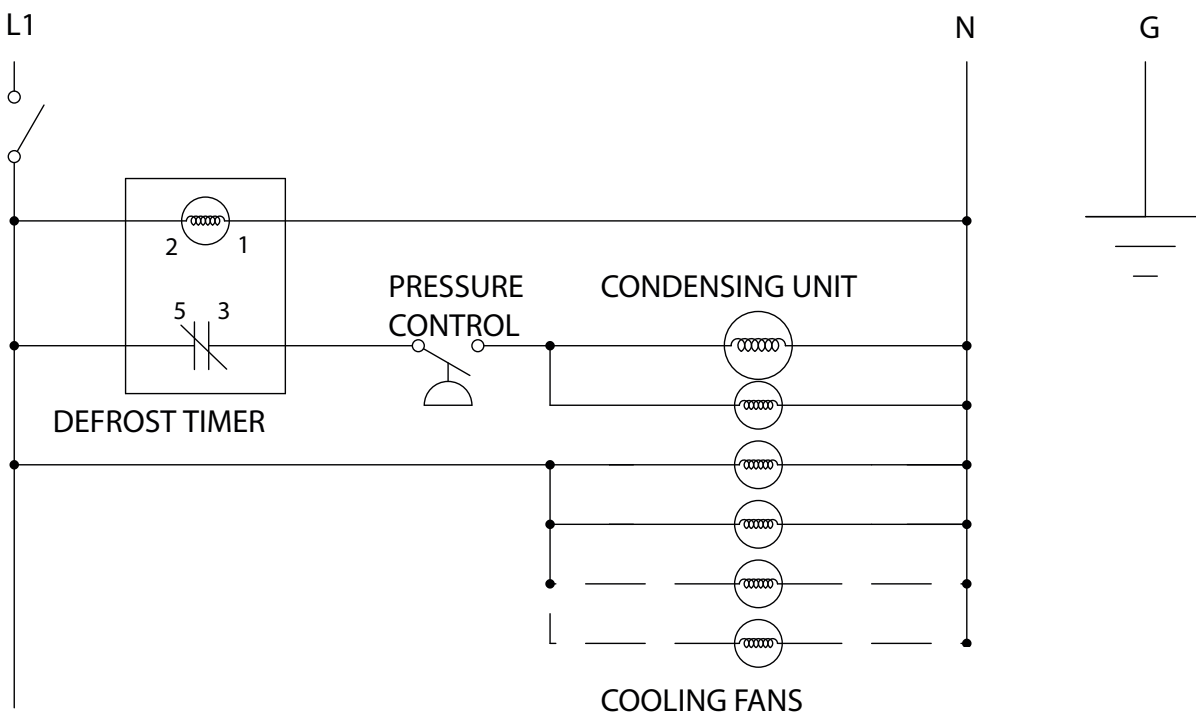 L1
N
G
2
1
PRESSURE
CONTROL
CONDENSING UNIT
5
3
DEFROST TIMER
COOLING FANS